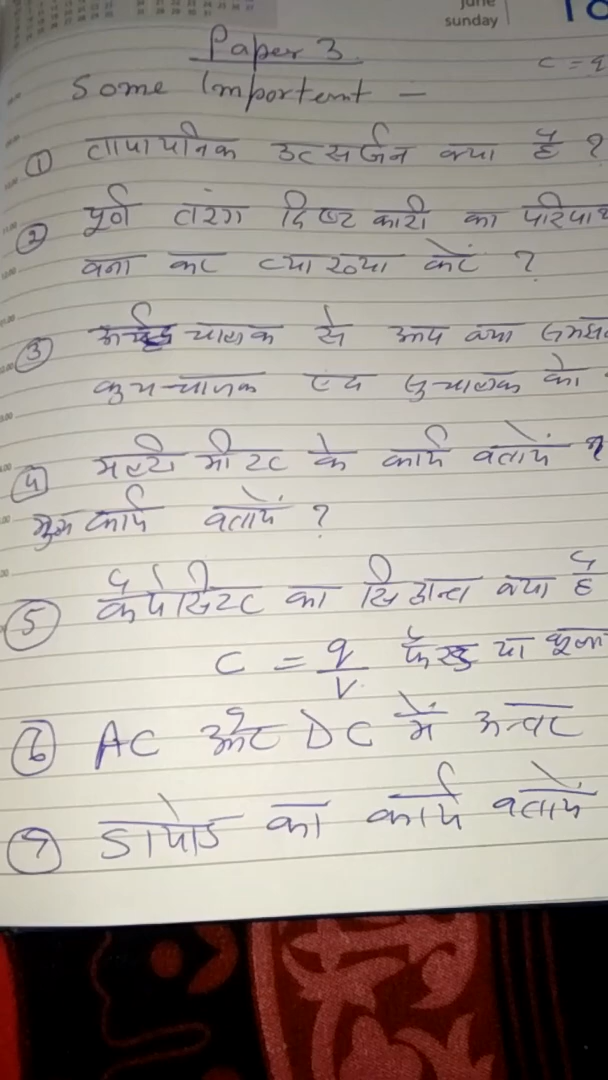 June
sunday
10
Paper 3
c = q
Some Importent —
① तापायनिक उत्सर्जन क्या है ?
② पूर्ण तरंग दिष्टकारी का परिपाथ
बना कर व्याख्या करें ?
③ अर्द्धचालक से आप क्या समझ
कुचालक एवं सुचालक को
④ मल्टी मीटर के कार्य बतायें
कार्य बतायें ?
⑤ कैपेसिटर का सिद्धान्त क्या है
C = q/V. फैरड या कूलाम
⑥ AC और DC में अन्तर
⑦ डायोड का कार्य बतायें